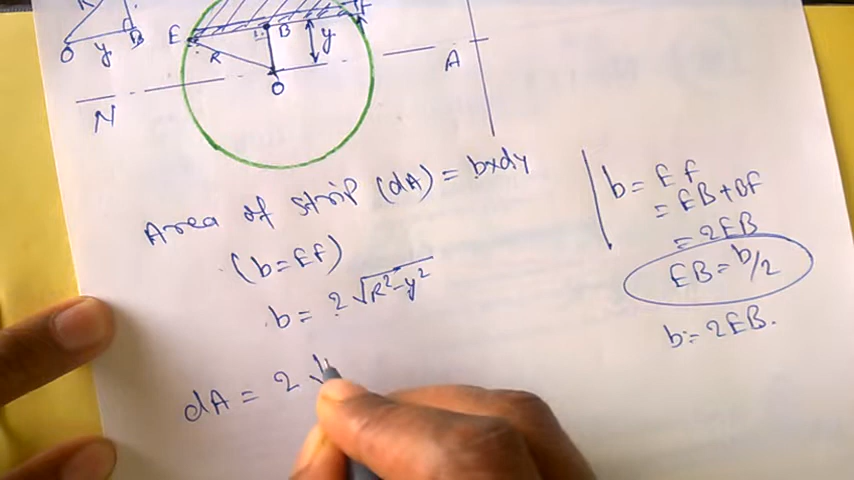 R
O y B
E B F
R y
O A
N
Area of strip (dA) = b×dy
(b=EF)
b = 2√R²-y²
dA = 2√
b = EF
= EB+BF
= 2EB
EB = b/2
b = 2EB.